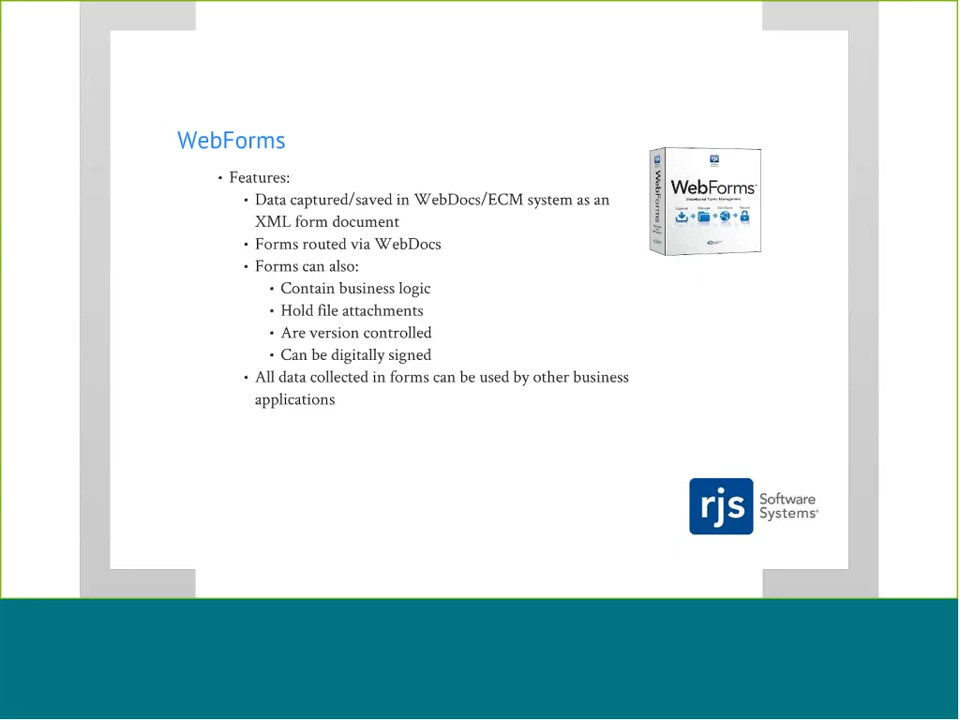 WebForms
• Features:
• Data captured/saved in WebDocs/ECM system as an
XML form document
• Forms routed via WebDocs
• Forms can also:
• Contain business logic
• Hold file attachments
• Are version controlled
• Can be digitally signed
• All data collected in forms can be used by other business
applications
WebForms
WebForms
rjs Software
Systems